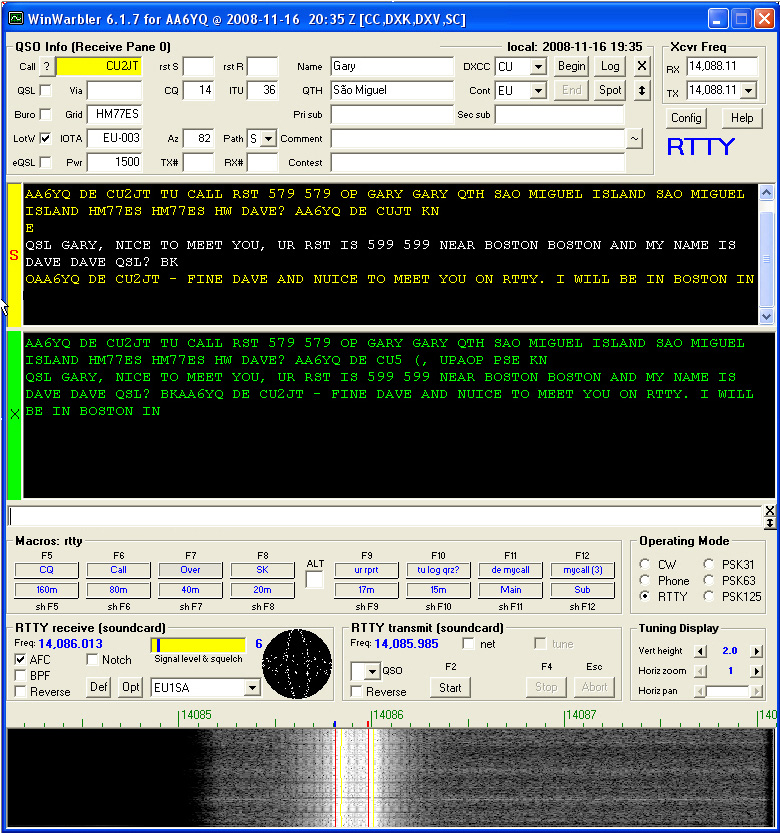 WinWarbler 6.1.7 for AA6YQ @ 2008-11-16 20:35 Z [CC,DXK,DXV,SC]
QSO Info (Receive Pane 0) local: 2008-11-16 19:35 Xcvr Freq
Call ? CU2JT rst S rst R Name Gary DXCC CU Begin Log X RX 14,088.11
QSL Via CQ 14 ITU 36 QTH São Miguel Cont EU End Spot TX 14,088.11
Buro Grid HM77ES Pri sub Sec sub Config Help
LotW IOTA EU-003 Az 82 Path S Comment ~ RTTY
eQSL Pwr 1500 TX# RX# Contest
AA6YQ DE CU2JT TU CALL RST 579 579 OP GARY GARY QTH SAO MIGUEL ISLAND SAO MIGUEL
ISLAND HM77ES HM77ES HW DAVE? AA6YQ DE CUJT KN
E
S
QSL GARY, NICE TO MEET YOU, UR RST IS 599 599 NEAR BOSTON BOSTON AND MY NAME IS
DAVE DAVE QSL? BK
OAA6YQ DE CU2JT - FINE DAVE AND NUICE TO MEET YOU ON RTTY. I WILL BE IN BOSTON IN
AA6YQ DE CU2JT TU CALL RST 579 579 OP GARY GARY QTH SAO MIGUEL ISLAND SAO MIGUEL
ISLAND HM77ES HM77ES HW DAVE? AA6YQ DE CU5 (, UPAOP PSE KN
QSL GARY, NICE TO MEET YOU, UR RST IS 599 599 NEAR BOSTON BOSTON AND MY NAME IS
DAVE DAVE QSL? BKAA6YQ DE CU2JT - FINE DAVE AND NUICE TO MEET YOU ON RTTY. I WILL
X BE IN BOSTON IN
X
Macros: rtty Operating Mode
F5 F6 F7 F8 ALT F9 F10 F11 F12
CQ Call Over SK ur rprt tu log qrz? de mycall mycall (3) CW PSK31
160m 80m 40m 20m 17m 15m Main Sub Phone PSK63
sh F5 sh F6 sh F7 sh F8 sh F9 sh F10 sh F11 sh F12 RTTY PSK125
RTTY receive (soundcard) RTTY transmit (soundcard) Tuning Display
Freq: 14,086.013 6 Freq: 14,085.985 net tune Vert height 2.0
AFC Notch Signal level & squelch QSO F2 F4 Esc Horiz zoom 1
BPF Def Opt EU1SA Start Stop Abort
Reverse Reverse Horiz pan
14085 14086 14087 140